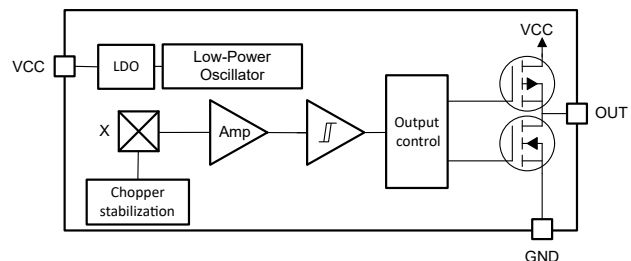 VCC
VCC
LDO
Low-Power
Oscillator
X
Amp
Output
control
OUT
Chopper
stabilization
GND